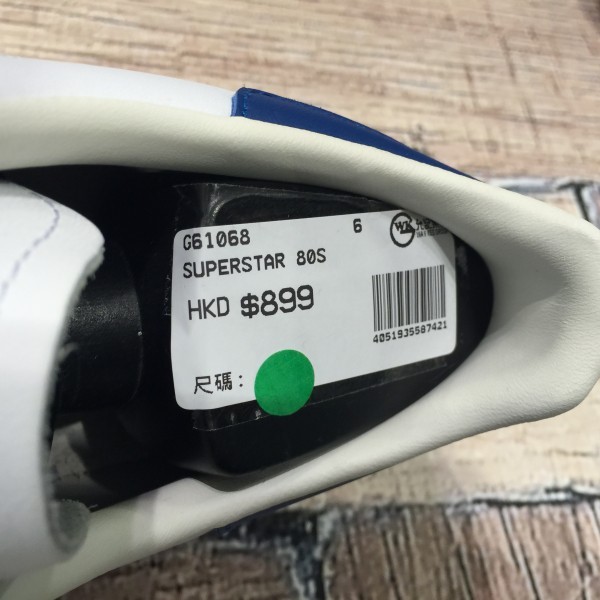 G61068 6
SUPERSTAR 80S
HKD $899
4051935587421
尺碼：